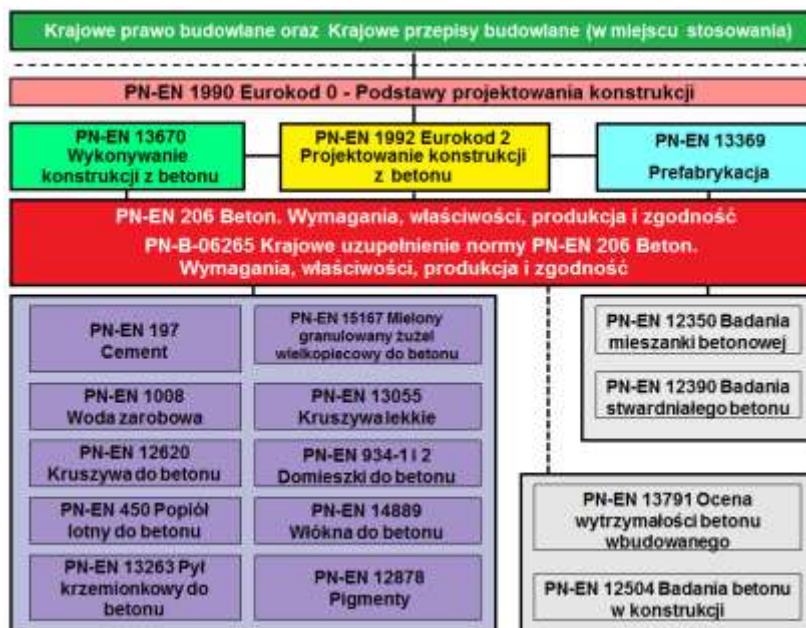 Krajowe prawo budowlane oraz Krajowe przepisy budowlane (w miejscu stosowania)
PN-EN 1990 Eurokod 0 - Podstawy projektowania konstrukcji
PN-EN 13670
Wykonywanie
konstrukcji z betonu
PN-EN 1992 Eurokod 2
Projektowanie konstrukcji
z betonu
PN-EN 13369
Prefabrykacja
PN-EN 206 Beton. Wymagania, właściwości, produkcja i zgodność
PN-B-06265 Krajowe uzupełnienie normy PN-EN 206 Beton.
Wymagania, właściwości, produkcja i zgodność
PN-EN 197
Cement
PN-EN 15167 Mielony
granulowany żużel
wielkopiecowy do betonu
PN-EN 1008
Woda zarobowa
PN-EN 13055
Kruszywa lekkie
PN-EN 12620
Kruszywa do betonu
PN-EN 934-1 i 2
Domieszki do betonu
PN-EN 450 Popiół
lotny do betonu
PN-EN 14889
Włókna do betonu
PN-EN 13263 Pył
krzemionkowy do
betonu
PN-EN 12878
Pigmenty
PN-EN 12350 Badania
mieszanki betonowej
PN-EN 12390 Badania
stwardniałego betonu
PN-EN 13791 Ocena
wytrzymałości betonu
wbudowanego
PN-EN 12504 Badania betonu
w konstrukcji